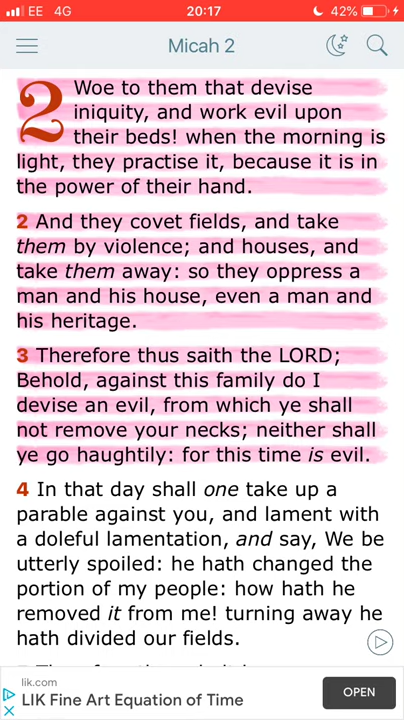 EE 4G 20:17 42%
Micah 2
2 Woe to them that devise
iniquity, and work evil upon
their beds! when the morning is
light, they practise it, because it is in
the power of their hand.
2 And they covet fields, and take
them by violence; and houses, and
take them away: so they oppress a
man and his house, even a man and
his heritage.
3 Therefore thus saith the LORD;
Behold, against this family do I
devise an evil, from which ye shall
not remove your necks; neither shall
ye go haughtily: for this time is evil.
4 In that day shall one take up a
parable against you, and lament with
a doleful lamentation, and say, We be
utterly spoiled: he hath changed the
portion of my people: how hath he
removed it from me! turning away he
hath divided our fields.
lik.com
LIK Fine Art Equation of Time
OPEN